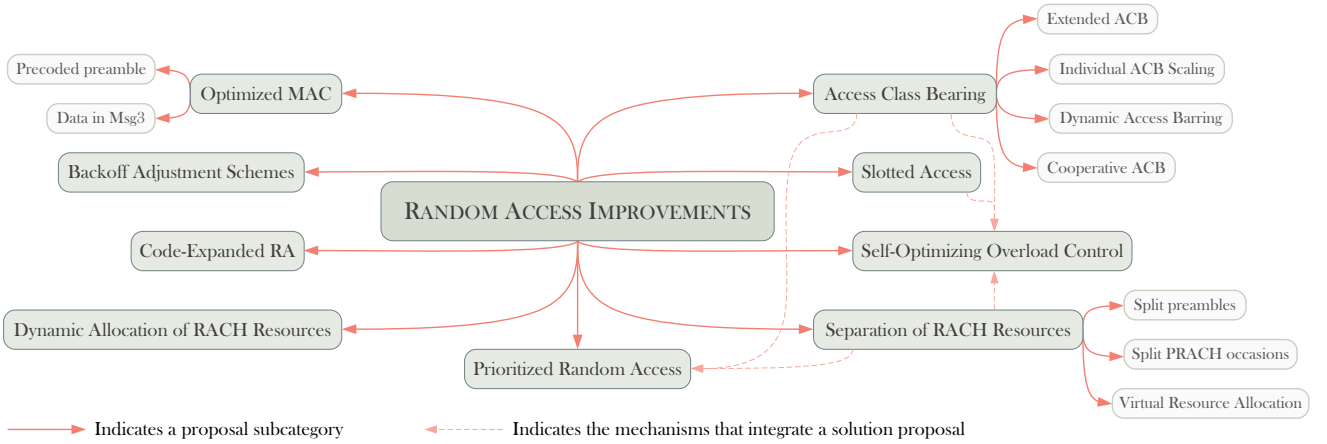 Extended ACB
Precoded preamble
Individual ACB Scaling
Optimized MAC
Access Class Bearing
Data in Msg3
Dynamic Access Barring
Backoff Adjustment Schemes
Slotted Access
Cooperative ACB
RANDOM ACCESS IMPROVEMENTS
Code-Expanded RA
Self-Optimizing Overload Control
Split preambles
Dynamic Allocation of RACH Resources
Separation of RACH Resources
Split PRACH occasions
Prioritized Random Access
Virtual Resource Allocation
Indicates a proposal subcategory
Indicates the mechanisms that integrate a solution proposal